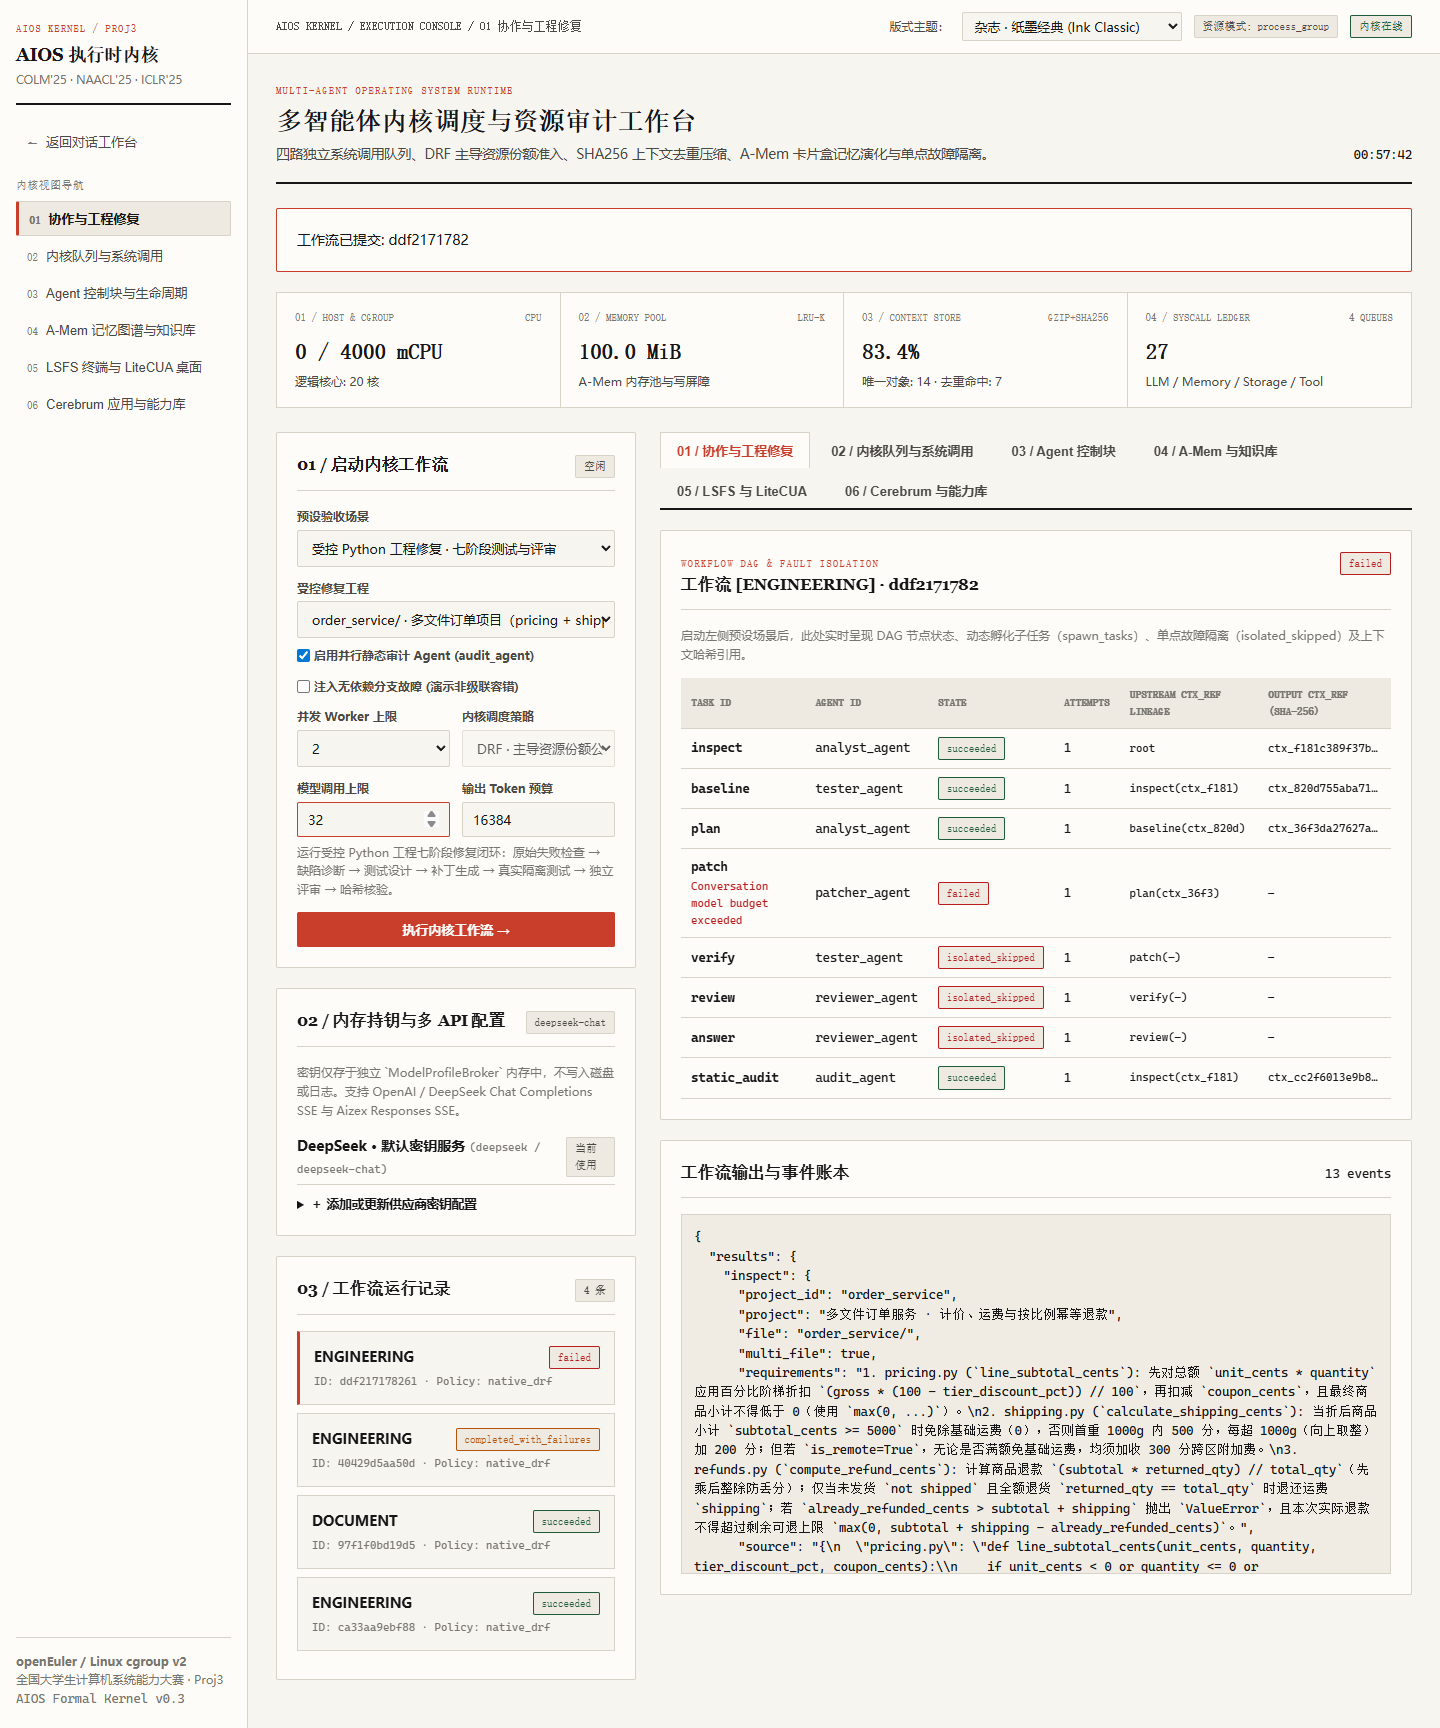 AIOS KERNEL / PROJ3
AIOS 执行时内核
COLM'25 · NAACL'25 · ICLR'25
← 返回对话工作台
内核视图导航
01 协作与工程修复
02 内核队列与系统调用
03 Agent 控制块与生命周期
04 A-Mem 记忆图谱与知识库
05 LSFS 终端与 LiteCUA 桌面
06 Cerebrum 应用与能力库
openEuler / Linux cgroup v2
全国大学生计算机系统能力大赛 · Proj3
AIOS Formal Kernel v0.3
AIOS KERNEL / EXECUTION CONSOLE / 01 协作与工程修复
版式主题:
杂志 · 纸墨经典 (Ink Classic)
资源模式: process_group
内核在线
MULTI-AGENT OPERATING SYSTEM RUNTIME
多智能体内核调度与资源审计工作台
四路独立系统调用队列、DRF 主导资源份额准入、SHA256 上下文去重压缩、A-Mem 卡片盒记忆演化与单点故障隔离。
00:57:42
工作流已提交: ddf2171782
01 / HOST & CGROUP CPU
0 / 4000 mCPU
逻辑核心: 20 核
02 / MEMORY POOL LRU-K
100.0 MiB
A-Mem 内存池与写屏障
03 / CONTEXT STORE GZIP+SHA256
83.4%
唯一对象: 14 · 去重命中: 7
04 / SYSCALL LEDGER 4 QUEUES
27
LLM / Memory / Storage / Tool
01 / 启动内核工作流
空闲
预设验收场景
受控 Python 工程修复 · 七阶段测试与评审
受控修复工程
order_service/ · 多文件订单项目（pricing + ship
启用并行静态审计 Agent (audit_agent)
注入无依赖分支故障 (演示非级联容错)
并发 Worker 上限 内核调度策略
2 DRF · 主导资源份额公
模型调用上限 输出 Token 预算
32 16384
运行受控 Python 工程七阶段修复闭环：原始失败检查 →
缺陷诊断 → 测试设计 → 补丁生成 → 真实隔离测试 → 独立
评审 → 哈希核验。
执行内核工作流 →
02 / 内存持钥与多 API 配置
deepseek-chat
密钥仅存于独立 `ModelProfileBroker` 内存中，不写入磁盘
或日志。支持 OpenAI / DeepSeek Chat Completions
SSE 与 Aizex Responses SSE。
DeepSeek • 默认密钥服务 (deepseek /
deepseek-chat)
当前
使用
▶ + 添加或更新供应商密钥配置
03 / 工作流运行记录
4 条
ENGINEERING failed
ID: ddf217178261 · Policy: native_drf
ENGINEERING completed_with_failures
ID: 40429d5aa50d · Policy: native_drf
DOCUMENT succeeded
ID: 97f1f0bd19d5 · Policy: native_drf
ENGINEERING succeeded
ID: ca33aa9ebf88 · Policy: native_drf
01 / 协作与工程修复 02 / 内核队列与系统调用 03 / Agent 控制块 04 / A-Mem 与知识库
05 / LSFS 与 LiteCUA 06 / Cerebrum 与能力库
WORKFLOW DAG & FAULT ISOLATION
工作流 [ENGINEERING] · ddf2171782
failed
启动左侧预设场景后，此处实时呈现 DAG 节点状态、动态孵化子任务（spawn_tasks）、单点故障隔离（isolated_skipped）及上下
文哈希引用。
TASK ID AGENT ID STATE ATTEMPTS UPSTREAM CTX_REF LINEAGE OUTPUT CTX_REF (SHA-256)
inspect analyst_agent succeeded 1 root ctx_f181c389f37b…
baseline tester_agent succeeded 1 inspect(ctx_f181) ctx_820d755aba71…
plan analyst_agent succeeded 1 baseline(ctx_820d) ctx_36f3da27627a…
patch
Conversation
model budget
exceeded
patcher_agent failed 1 plan(ctx_36f3) —
verify tester_agent isolated_skipped 1 patch(—) —
review reviewer_agent isolated_skipped 1 verify(—) —
answer reviewer_agent isolated_skipped 1 review(—) —
static_audit audit_agent succeeded 1 inspect(ctx_f181) ctx_cc2f6013e9b8…
工作流输出与事件账本
13 events
{
"results": {
"inspect": {
"project_id": "order_service",
"project": "多文件订单服务 · 计价、运费与按比例幂等退款",
"file": "order_service/",
"multi_file": true,
"requirements": "1. pricing.py (`line_subtotal_cents`): 先对总额 `unit_cents * quantity`
应用百分比阶梯折扣 `(gross * (100 - tier_discount_pct)) // 100`，再扣减 `coupon_cents`，且最终商
品小计不得低于 0（使用 `max(0, ...)`）。\n2. shipping.py (`calculate_shipping_cents`): 当折后商品
小计 `subtotal_cents >= 5000` 时免除基础运费（0），否则首重 1000g 内 500 分，每超 1000g（向上取整）
加 200 分；但若 `is_remote=True`，无论是否满额免基础运费，均须加收 300 分跨区附加费。\n3.
refunds.py (`compute_refund_cents`): 计算商品退款 `(subtotal * returned_qty) // total_qty`（先
乘后整除防丢分）；仅当未发货 `not shipped` 且全额退货 `returned_qty == total_qty` 时退还运费
`shipping`；若 `already_refunded_cents > subtotal + shipping` 抛出 `ValueError`，且本次实际退款
不得超过剩余可退上限 `max(0, subtotal + shipping - already_refunded_cents)`。",
"source": "{\n  \"pricing.py\": \"def line_subtotal_cents(unit_cents, quantity,
tier_discount_pct, coupon_cents):\\n    if unit_cents < 0 or quantity <= 0 or